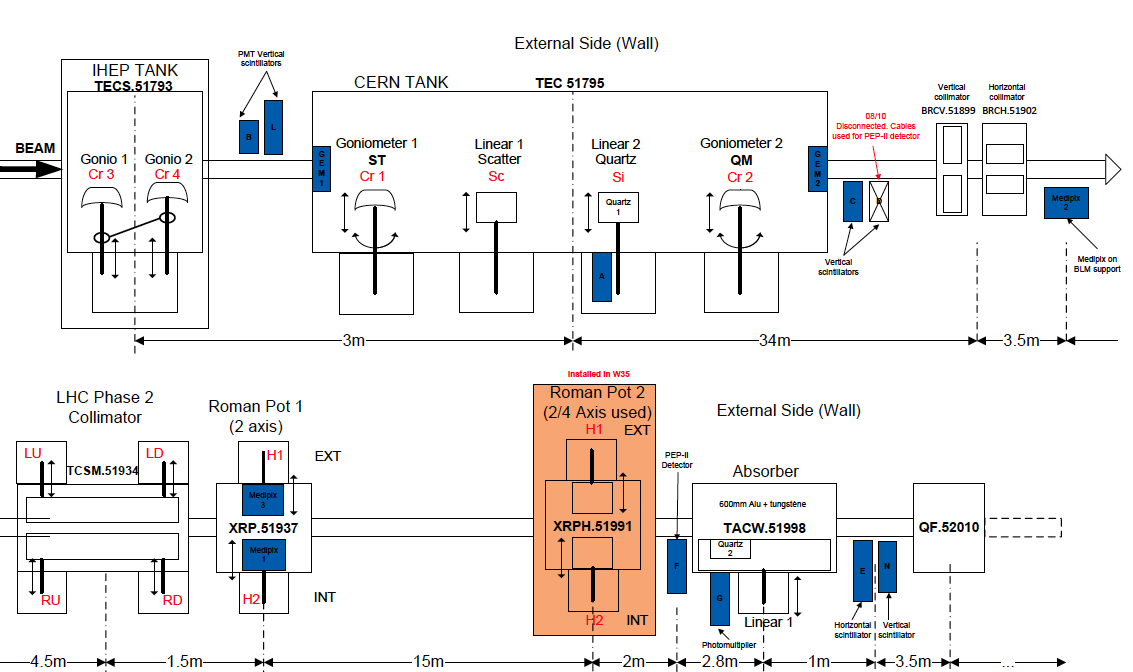 External Side (Wall)
PMT Vertical
scintillators
IHEP TANK
TECS.51793
CERN TANK
TEC 51795
Vertical
collimator
BRCV.51899
Horizontal
collimator
BRCH.51902
08/10
Disconnected. Cables
used for PEP-II detector
BEAM
Gonio 1
Cr 3
Gonio 2
Cr 4
B
L
GEM1
Goniometer 1
ST
Cr 1
Linear 1
Scatter
Sc
Linear 2
Quartz
Si
Quartz
1
A
Goniometer 2
QM
Cr 2
GEM2
C
D
Vertical
scintillators
Medipix
2
Medipix on
BLM support
3m
34m
3.5m
LHC Phase 2
Collimator
LU
LD
TCSM.51934
RU
RD
Roman Pot 1
(2 axis)
H1
EXT
Medipix
3
XRP.51937
Medipix
1
H2
INT
Installed in W35
Roman Pot 2
(2/4 Axis used)
H1
EXT
XRPH.51991
H2
INT
External Side (Wall)
PEP-II
Detector
F
Absorber
600mm Alu + tungstène
TACW.51998
Quartz
2
G
Linear 1
Photomultiplier
E
N
Horizontal
scintillator
Vertical
scintillator
QF.52010
4.5m
1.5m
15m
2m
2.8m
1m
3.5m
...